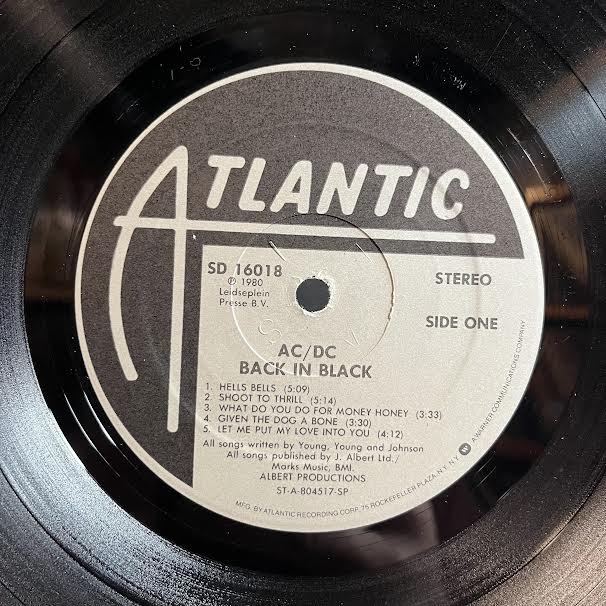 ATLANTIC
SD 16018
℗ 1980
Leidseplein
Presse B.V.
STEREO
SIDE ONE
AC/DC
BACK IN BLACK
1. HELLS BELLS (5:09)
2. SHOOT TO THRILL (5:14)
3. WHAT DO YOU DO FOR MONEY HONEY (3:33)
4. GIVEN THE DOG A BONE (3:30)
5. LET ME PUT MY LOVE INTO YOU (4:12)
All songs written by Young, Young and Johnson
All songs published by J. Albert Ltd./
Marks Music, BMI.
ALBERT PRODUCTIONS
ST-A-804517-SP
MFG. BY ATLANTIC RECORDING CORP., 75 ROCKEFELLER PLAZA, N.Y. N.Y. A WARNER COMMUNICATIONS COMPANY